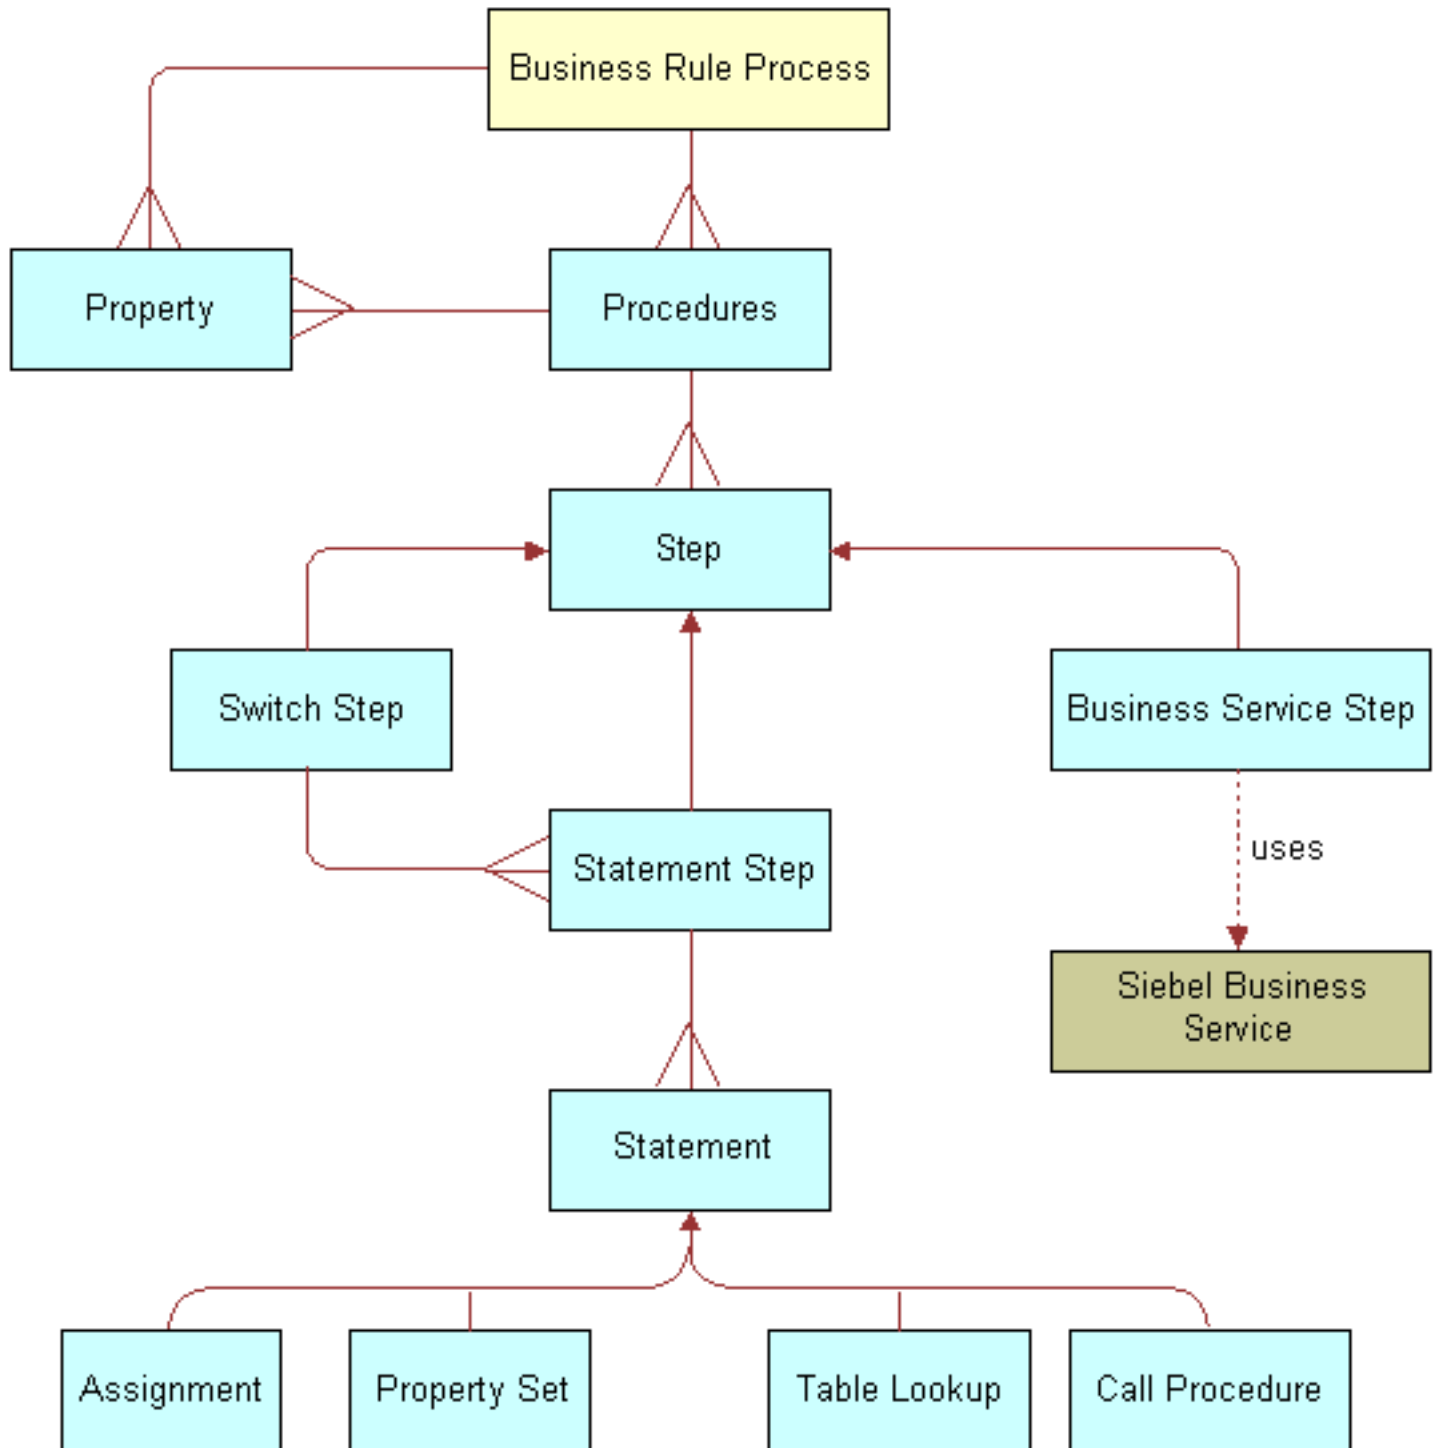 Business Rule Process
Property
Procedures
Step
Switch Step
Business Service Step
Statement Step
uses
Siebel Business
Service
Statement
Assignment
Property Set
Table Lookup
Call Procedure